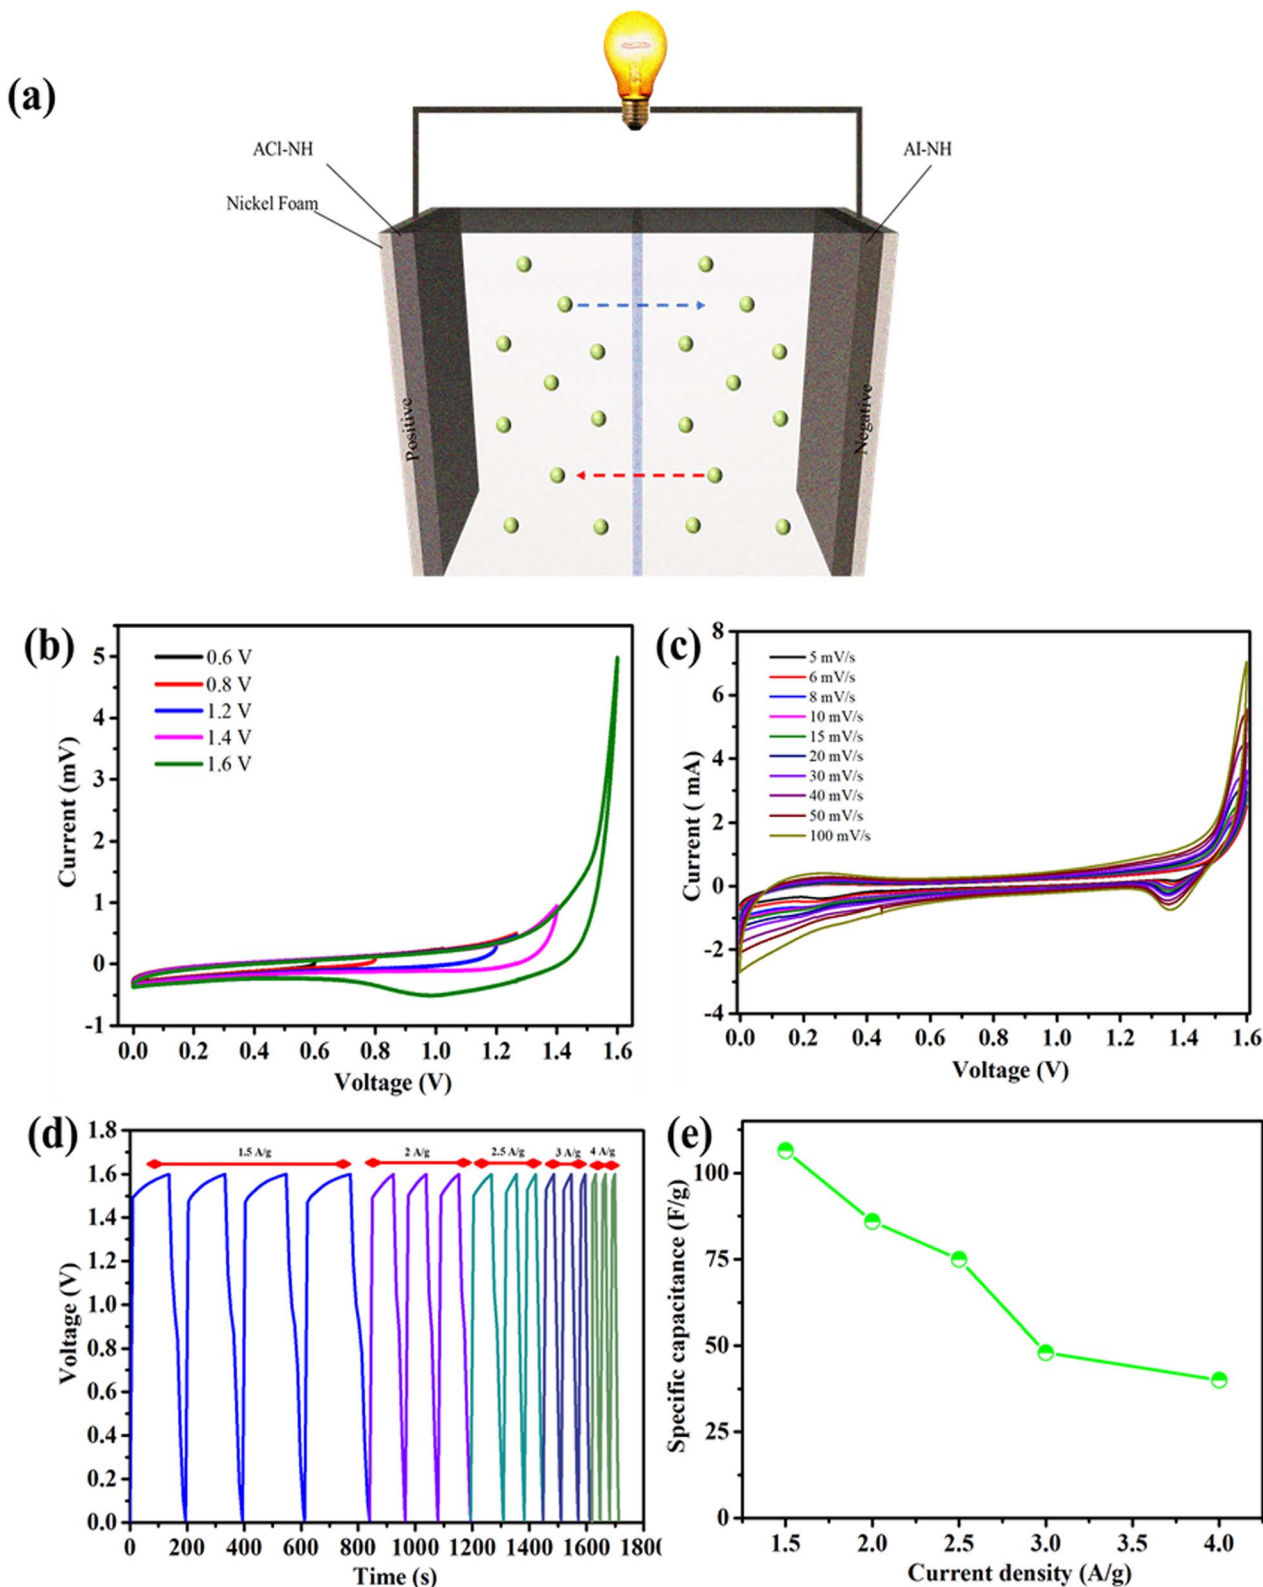 (a)
ACl-NH
AI-NH
Nickel Foam
Positive
Negative
(b)
5
4
3
2
1
0
-1
Current (mV)
0.6 V
0.8 V
1.2 V
1.4 V
1.6 V
0.0 0.2 0.4 0.6 0.8 1.0 1.2 1.4 1.6
Voltage (V)
(c)
8
6
4
2
0
-2
-4
Current ( mA)
5 mV/s
6 mV/s
8 mV/s
10 mV/s
15 mV/s
20 mV/s
30 mV/s
40 mV/s
50 mV/s
100 mV/s
0.0 0.2 0.4 0.6 0.8 1.0 1.2 1.4 1.6
Voltage (V)
(d)
1.8
1.6
1.4
1.2
1.0
0.8
0.6
0.4
0.2
0.0
Voltage (V)
1.5 A/g 2 A/g 2.5 A/g 3 A/g 4 A/g
0 200 400 600 800 1000 1200 1400 1600 1800
Time (s)
(e)
100
75
50
25
0
Specific capacitance (F/g)
1.5 2.0 2.5 3.0 3.5 4.0
Current density (A/g)